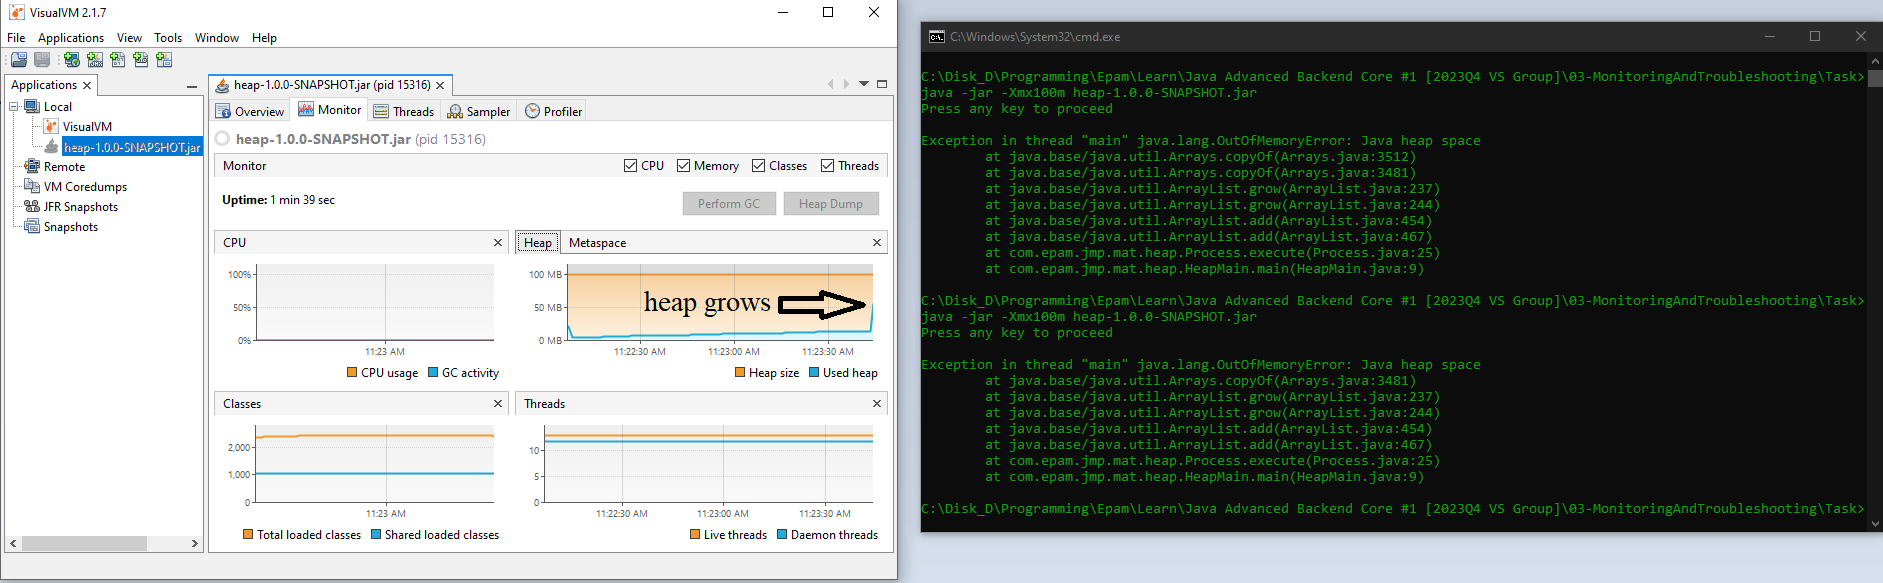 VisualVM 2.1.7
File Applications View Tools Window Help
Applications
Local
VisualVM
heap-1.0.0-SNAPSHOT.jar
Remote
VM Coredumps
JFR Snapshots
Snapshots
heap-1.0.0-SNAPSHOT.jar (pid 15316)
Overview Monitor Threads Sampler Profiler
heap-1.0.0-SNAPSHOT.jar (pid 15316)
Monitor CPU Memory Classes Threads
Uptime: 1 min 39 sec
Perform GC Heap Dump
CPU
100%
50%
0%
11:23 AM
CPU usage GC activity
Heap Metaspace
100 MB
50 MB
0 MB
heap grows
11:22:30 AM 11:23:00 AM 11:23:30 AM
Heap size Used heap
Classes
2,000
1,000
0
11:23 AM
Total loaded classes Shared loaded classes
Threads
10
5
0
11:22:30 AM 11:23:00 AM 11:23:30 AM
Live threads Daemon threads
C:\Windows\System32\cmd.exe
C:\Disk_D\Programming\Epam\Learn\Java Advanced Backend Core #1 [2023Q4 VS Group]\03-MonitoringAndTroubleshooting\Task>
java -jar -Xmx100m heap-1.0.0-SNAPSHOT.jar
Press any key to proceed
Exception in thread "main" java.lang.OutOfMemoryError: Java heap space
at java.base/java.util.Arrays.copyOf(Arrays.java:3512)
at java.base/java.util.Arrays.copyOf(Arrays.java:3481)
at java.base/java.util.ArrayList.grow(ArrayList.java:237)
at java.base/java.util.ArrayList.grow(ArrayList.java:244)
at java.base/java.util.ArrayList.add(ArrayList.java:454)
at java.base/java.util.ArrayList.add(ArrayList.java:467)
at com.epam.jmp.mat.heap.Process.execute(Process.java:25)
at com.epam.jmp.mat.heap.HeapMain.main(HeapMain.java:9)
C:\Disk_D\Programming\Epam\Learn\Java Advanced Backend Core #1 [2023Q4 VS Group]\03-MonitoringAndTroubleshooting\Task>
java -jar -Xmx100m heap-1.0.0-SNAPSHOT.jar
Press any key to proceed
Exception in thread "main" java.lang.OutOfMemoryError: Java heap space
at java.base/java.util.Arrays.copyOf(Arrays.java:3481)
at java.base/java.util.ArrayList.grow(ArrayList.java:237)
at java.base/java.util.ArrayList.grow(ArrayList.java:244)
at java.base/java.util.ArrayList.add(ArrayList.java:454)
at java.base/java.util.ArrayList.add(ArrayList.java:467)
at com.epam.jmp.mat.heap.Process.execute(Process.java:25)
at com.epam.jmp.mat.heap.HeapMain.main(HeapMain.java:9)
C:\Disk_D\Programming\Epam\Learn\Java Advanced Backend Core #1 [2023Q4 VS Group]\03-MonitoringAndTroubleshooting\Task>